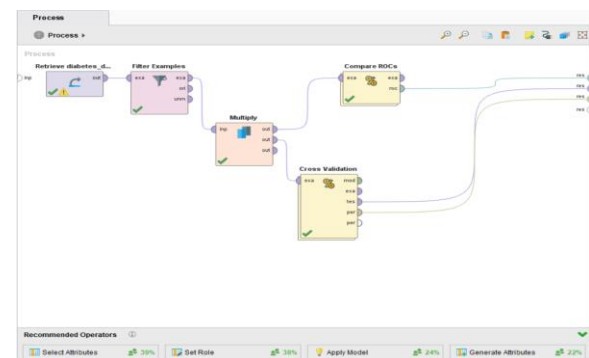 Process
Process
Process
Retrieve diabetes_d...
Filter Examples
Compare ROCs
inp
out
exa
exa
ori
unm
exa
exa
roc
res
res
res
res
Multiply
inp
out
out
out
Cross Validation
exa
mod
exa
tes
per
per
Recommended Operators
Select Attributes
39%
Set Role
38%
Apply Model
24%
Generate Attributes
22%